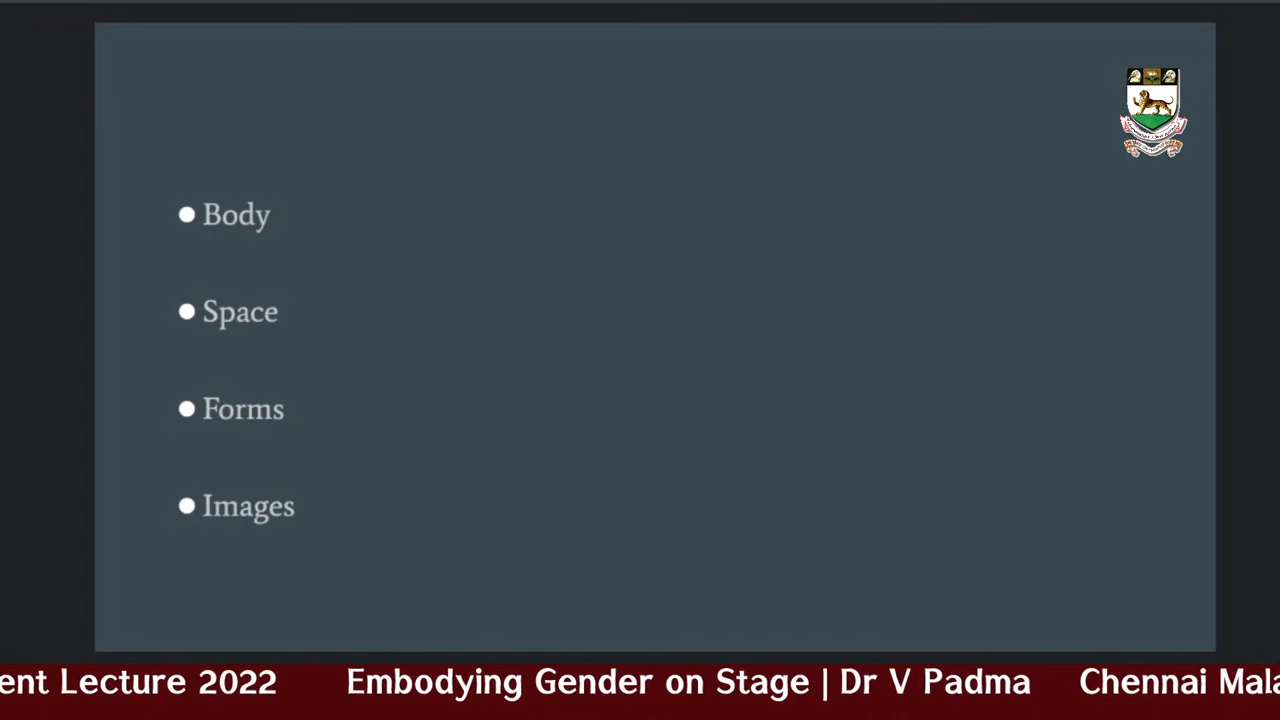 Body
Space
Forms
Images
ent Lecture 2022 Embodying Gender on Stage | Dr V Padma Chennai Mala